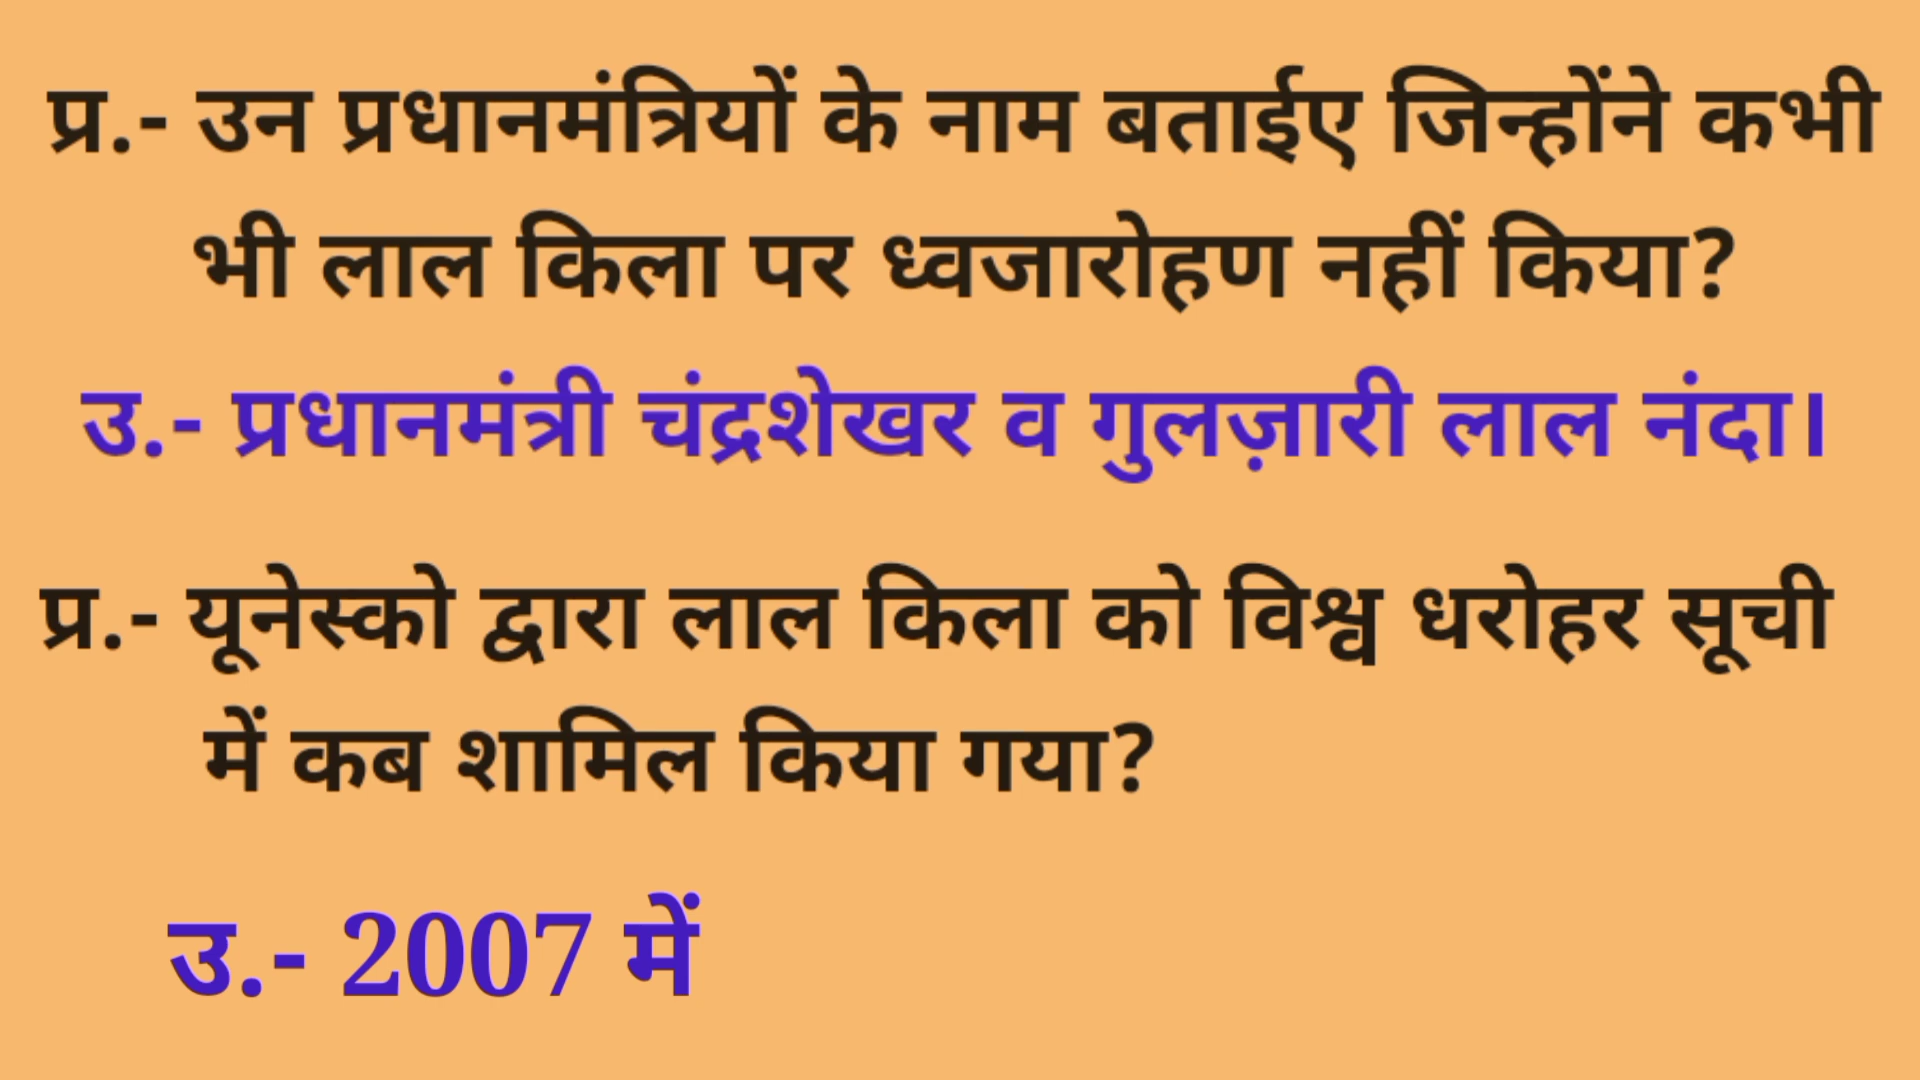 प्र.- उन प्रधानमंत्रियों के नाम बताईए जिन्होंने कभी
भी लाल किला पर ध्वजारोहण नहीं किया?
उ.- प्रधानमंत्री चंद्रशेखर व गुलज़ारी लाल नंदा।
प्र.- यूनेस्को द्वारा लाल किला को विश्व धरोहर सूची
में कब शामिल किया गया?
उ.- 2007 में